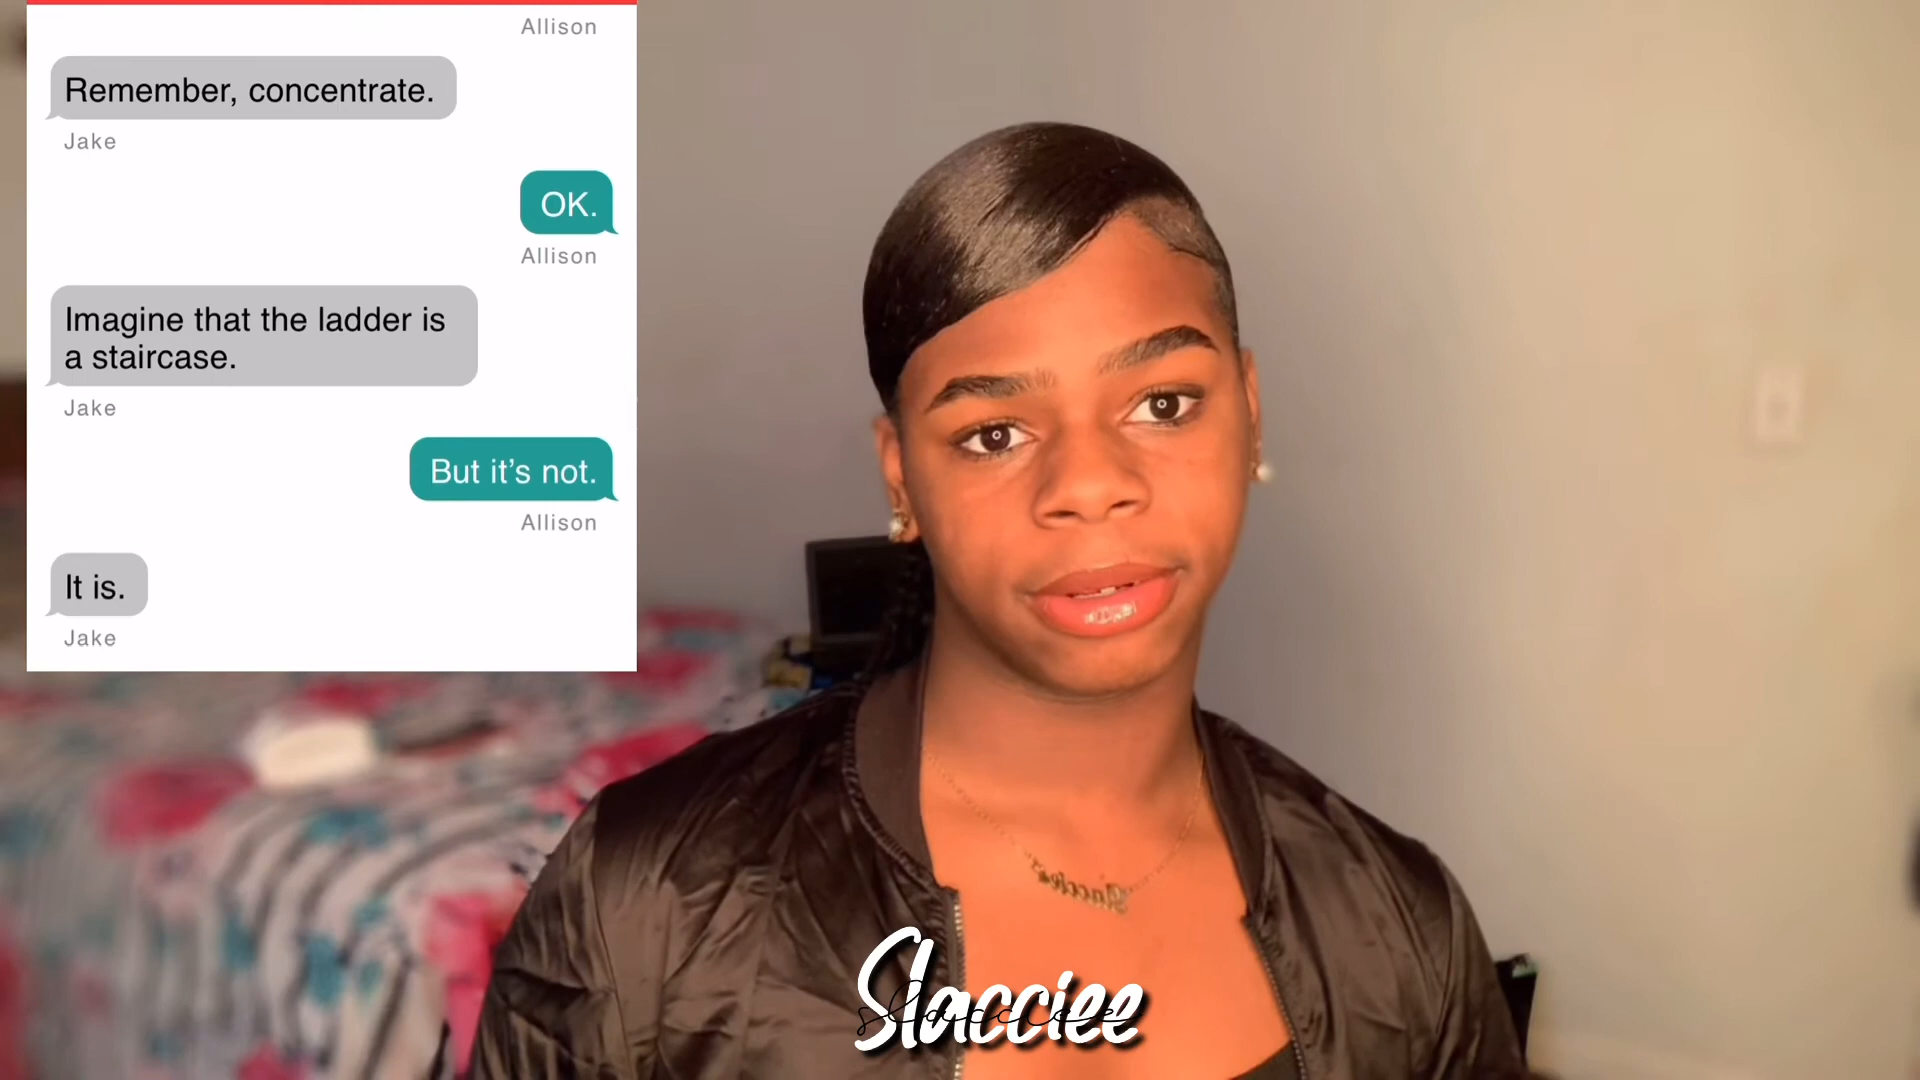 Allison
Remember, concentrate.
Jake
OK.
Allison
Imagine that the ladder is
a staircase.
Jake
But it's not.
Allison
It is.
Jake
Slacciee
slacciee